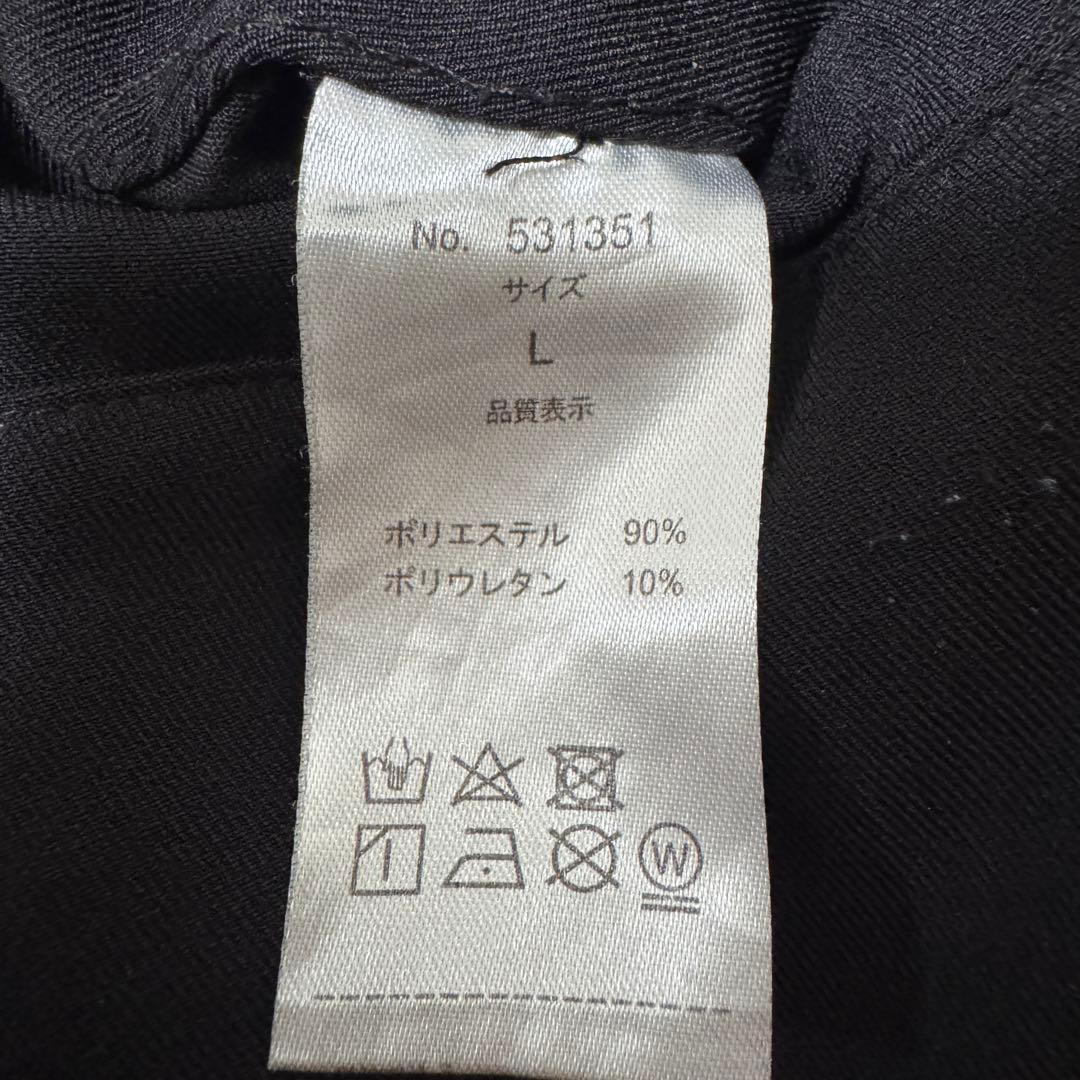 No. 531351
サイズ
L
品質表示
ポリエステル 90%
ポリウレタン 10%
W